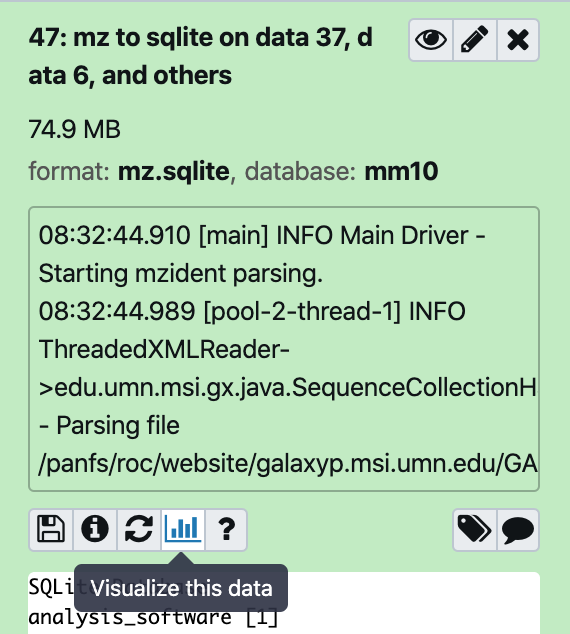 47: mz to sqlite on data 37, d
ata 6, and others
74.9 MB
format: mz.sqlite, database: mm10
08:32:44.910 [main] INFO Main Driver -
Starting mzident parsing.
08:32:44.989 [pool-2-thread-1] INFO
ThreadedXMLReader-
>edu.umn.msi.gx.java.SequenceCollectionH
- Parsing file
/panfs/roc/website/galaxyp.msi.umn.edu/GA
?
Visualize this data
analysis_software [1]